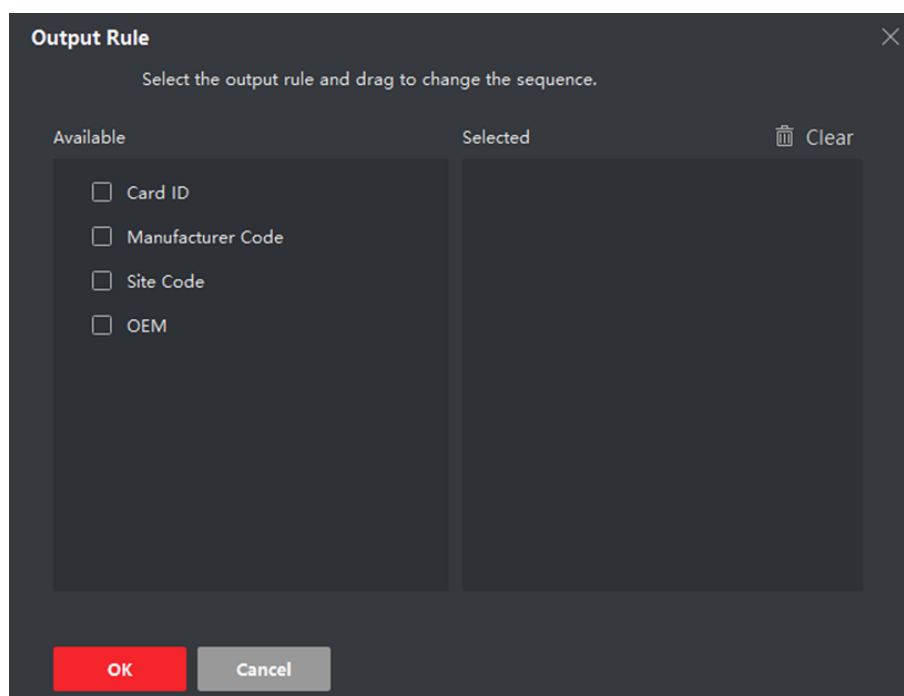 Output Rule
Select the output rule and drag to change the sequence.
Available
Selected
Clear
Card ID
Manufacturer Code
Site Code
OEM
OK
Cancel